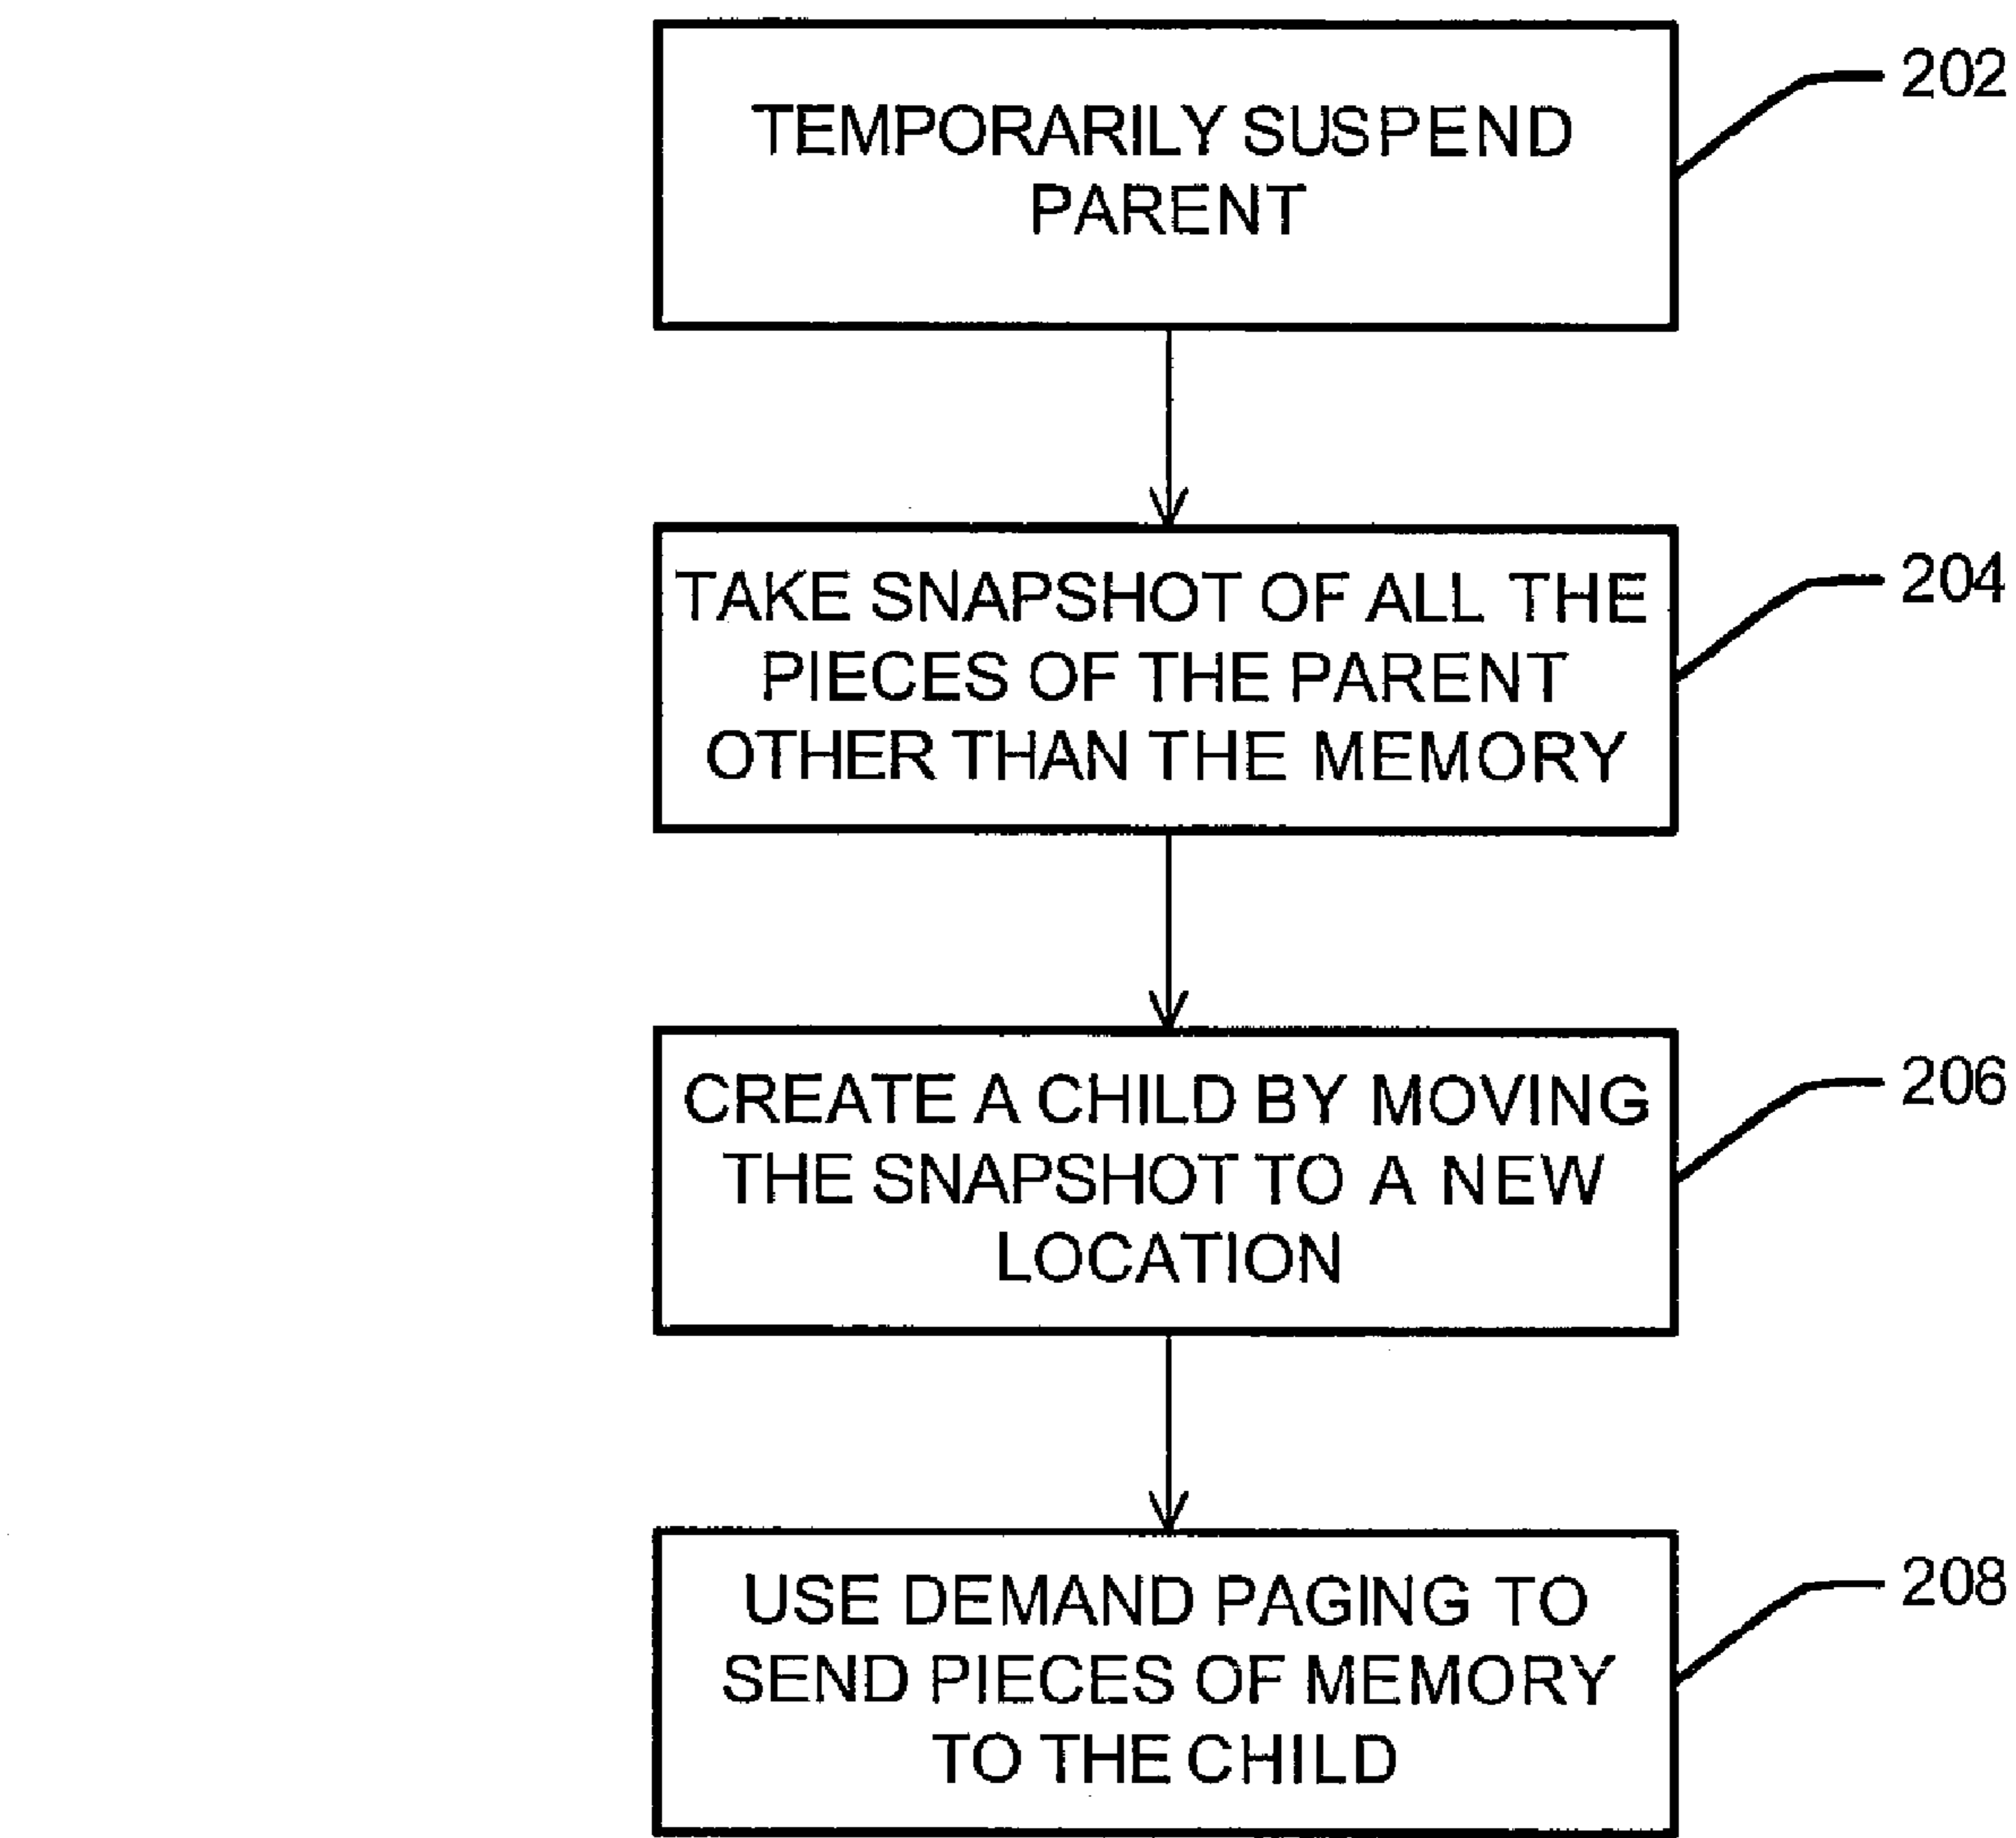 TEMPORARILY SUSPEND
PARENT
202
TAKE SNAPSHOT OF ALL THE
PIECES OF THE PARENT
OTHER THAN THE MEMORY
204
CREATE A CHILD BY MOVING
THE SNAPSHOT TO A NEW
LOCATION
206
USE DEMAND PAGING TO
SEND PIECES OF MEMORY
TO THE CHILD
208